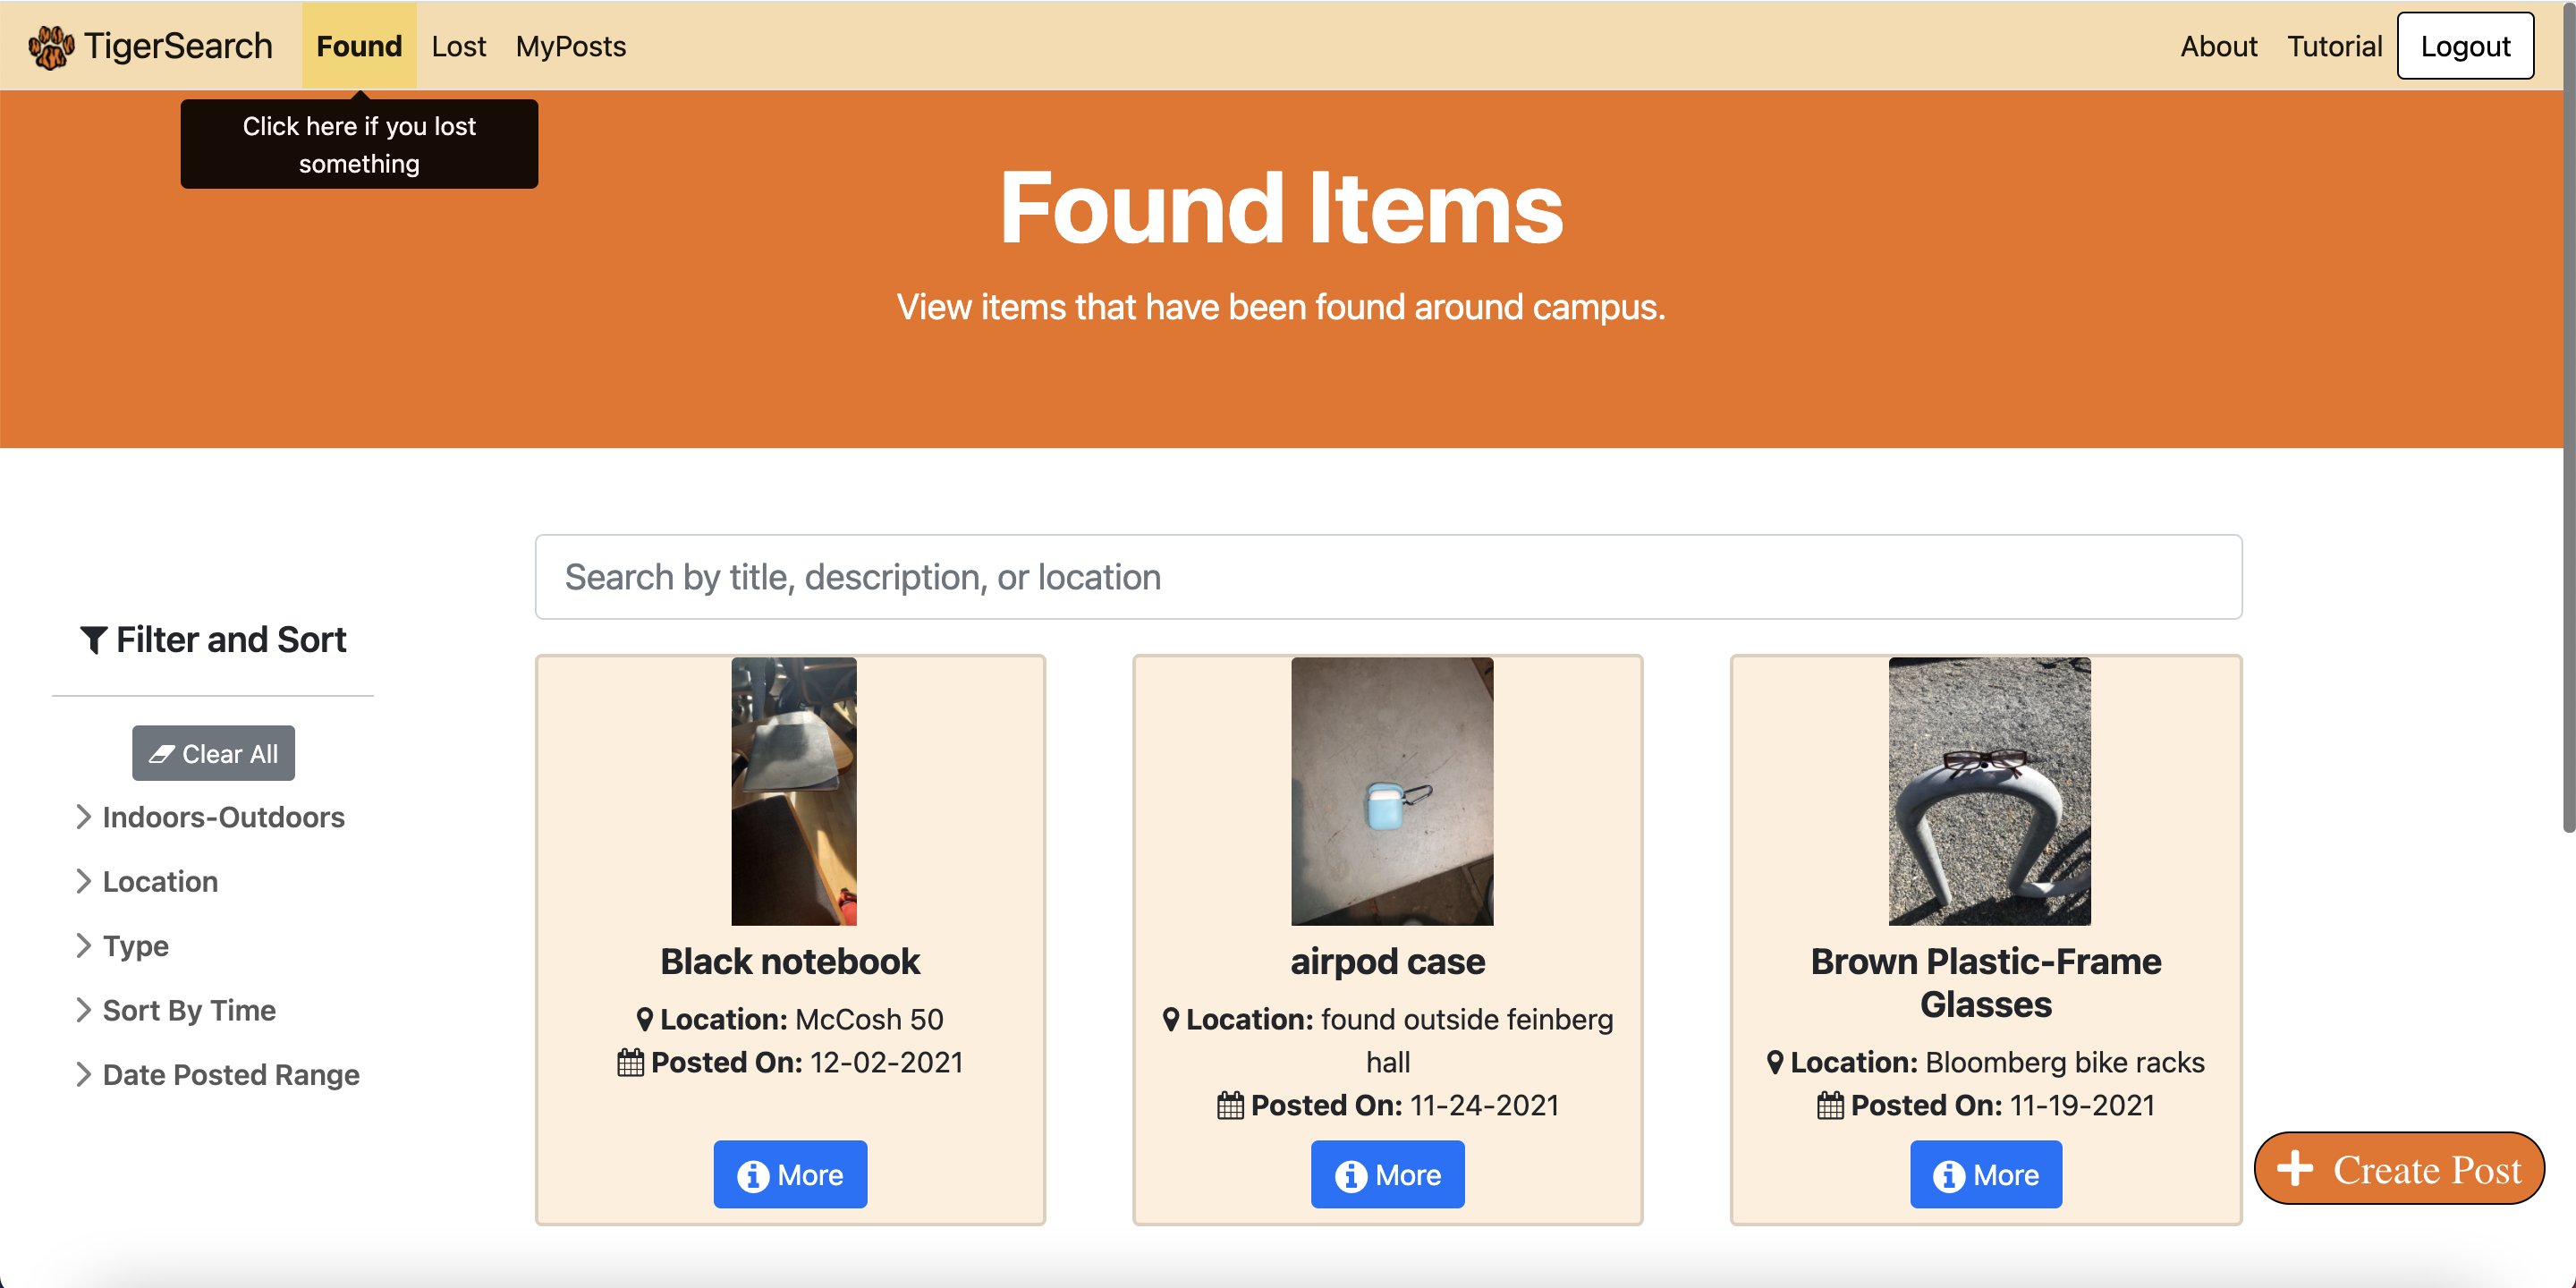 TigerSearch
Found
Lost
MyPosts
About
Tutorial
Logout
Click here if you lost
something
Found Items
View items that have been found around campus.
Search by title, description, or location
Filter and Sort
Clear All
Indoors-Outdoors
Location
Type
Sort By Time
Date Posted Range
Black notebook
Location: McCosh 50
Posted On: 12-02-2021
More
airpod case
Location: found outside feinberg
hall
Posted On: 11-24-2021
More
Brown Plastic-Frame
Glasses
Location: Bloomberg bike racks
Posted On: 11-19-2021
More
Create Post